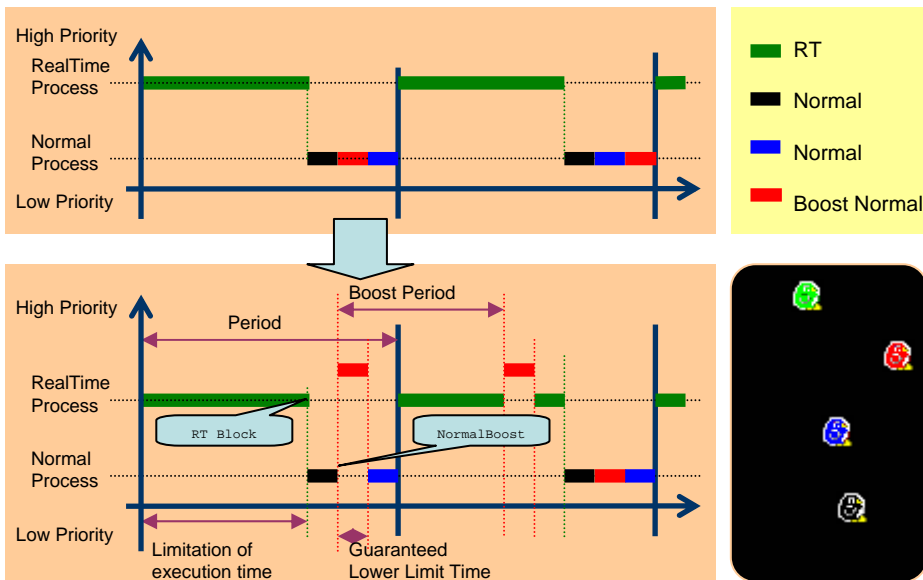 High Priority
RealTime
Process
Normal
Process
Low Priority
RT
Normal
Normal
Boost Normal
Boost Period
High Priority
Period
RealTime
Process
RT Block
NormalBoost
Normal
Process
Low Priority
Limitation of
execution time
Guaranteed
Lower Limit Time